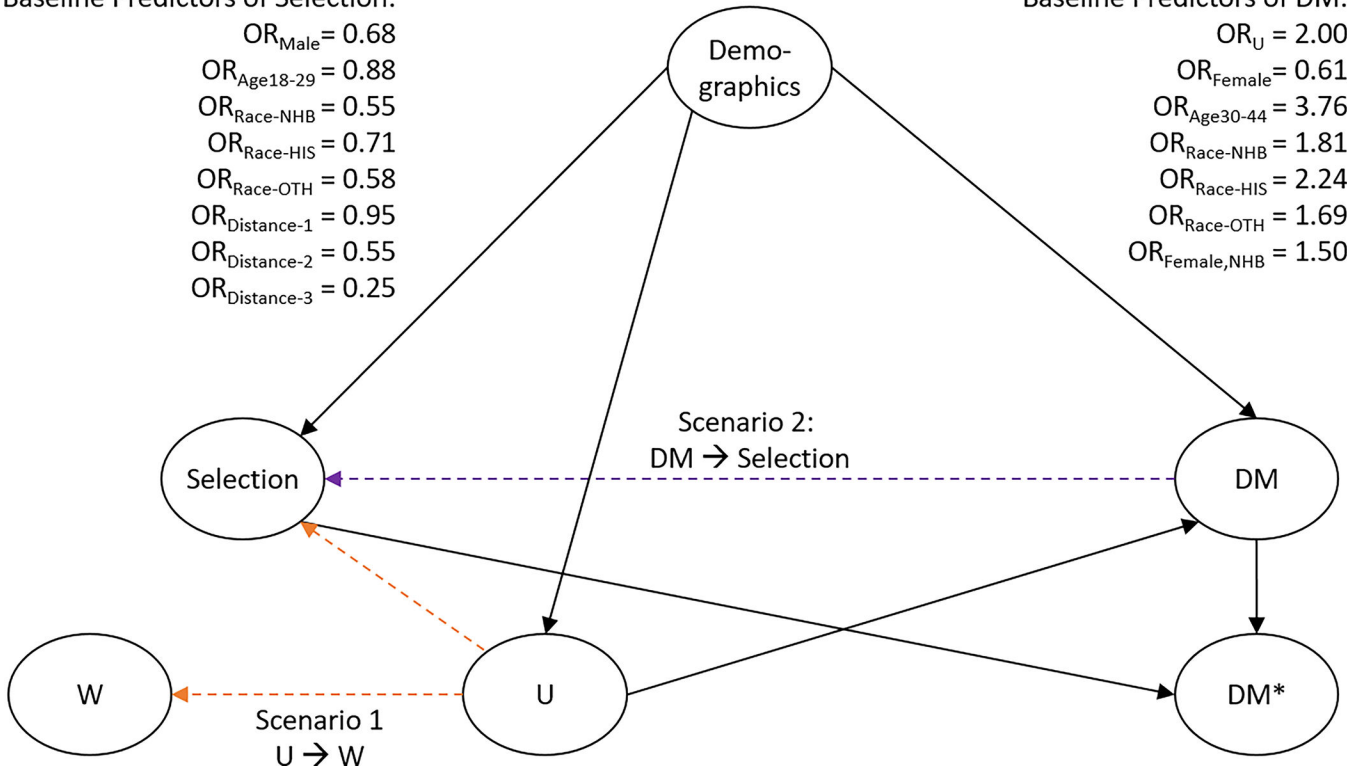 Baseline Predictors of Selection:
OR_Male = 0.68
OR_Age18-29 = 0.88
OR_Race-NHB = 0.55
OR_Race-HIS = 0.71
OR_Race-OTH = 0.58
OR_Distance-1 = 0.95
OR_Distance-2 = 0.55
OR_Distance-3 = 0.25
Demo-
graphics
Baseline Predictors of DM:
OR_U = 2.00
OR_Female = 0.61
OR_Age30-44 = 3.76
OR_Race-NHB = 1.81
OR_Race-HIS = 2.24
OR_Race-OTH = 1.69
OR_Female,NHB = 1.50
Scenario 2:
DM → Selection
Selection
DM
W
U
DM*
Scenario 1
U → W